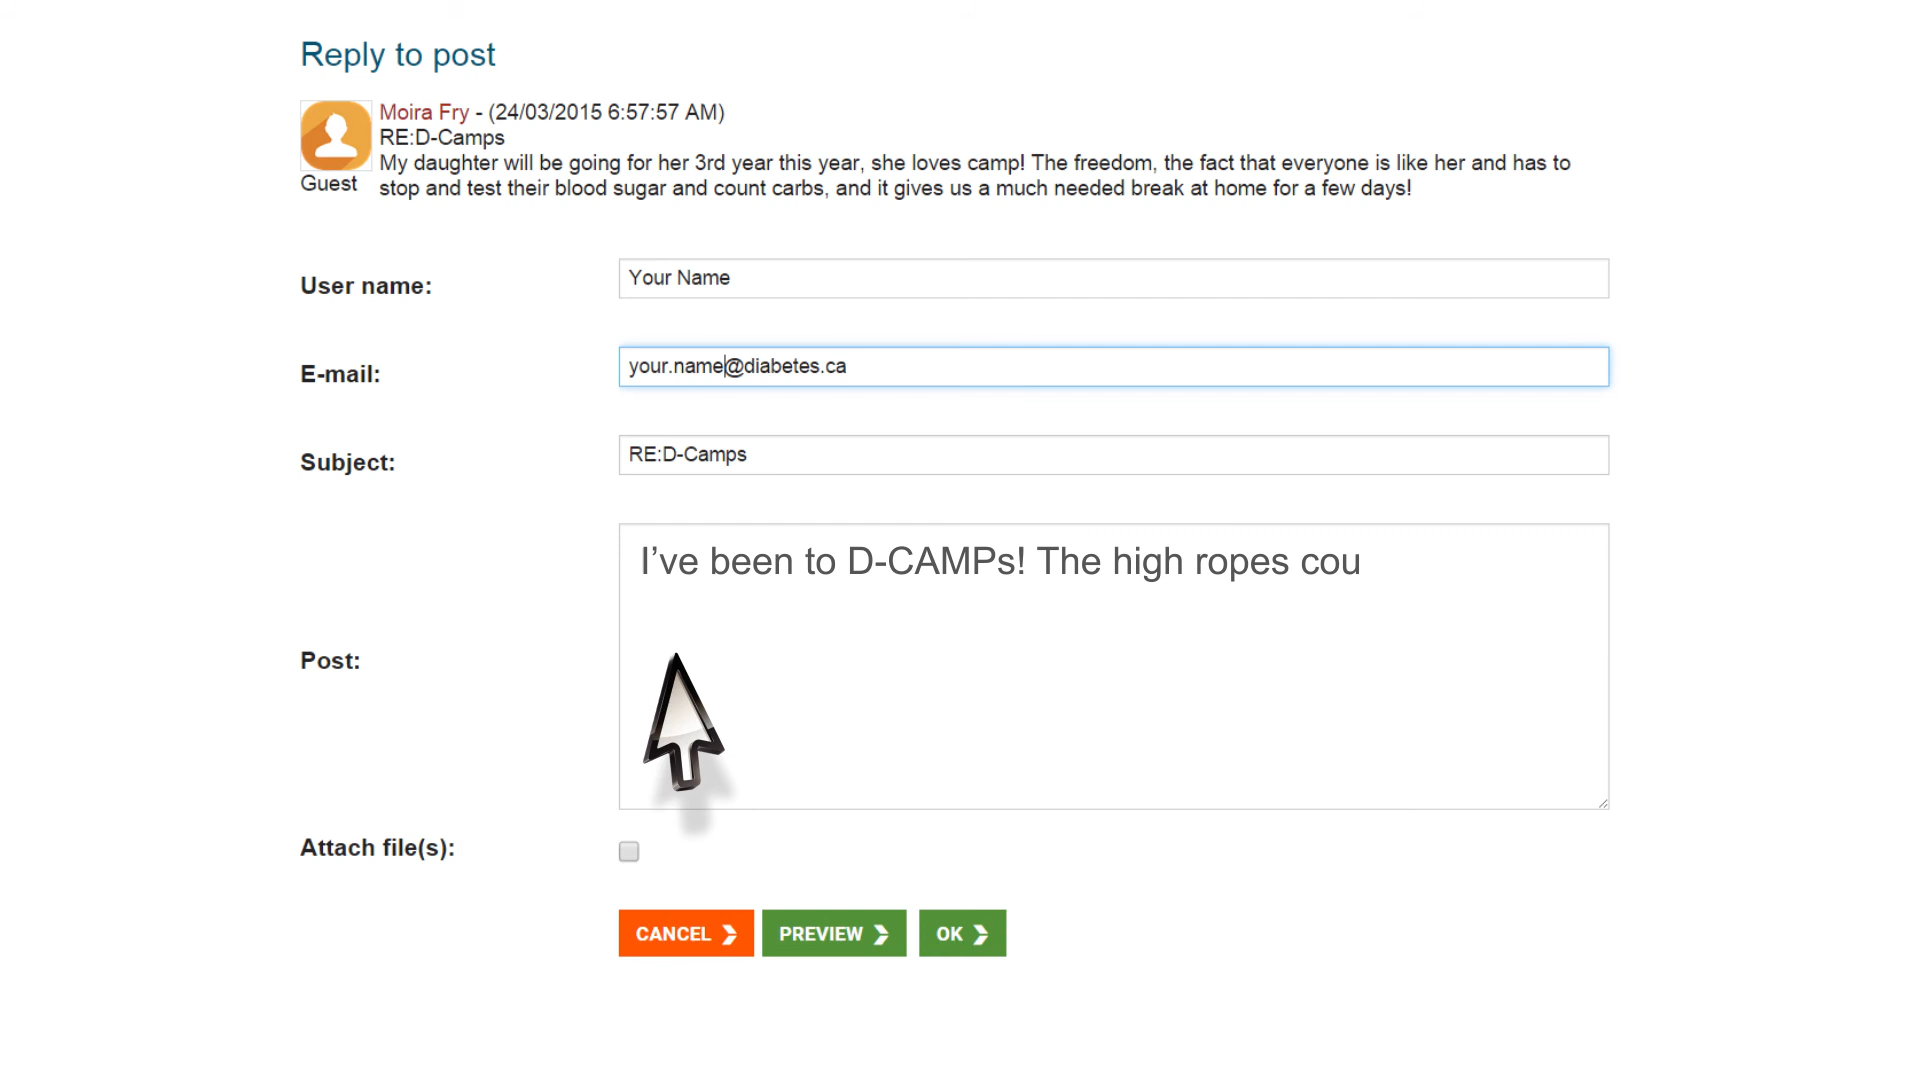 Reply to post
Moira Fry - (24/03/2015 6:57:57 AM)
RE:D-Camps
My daughter will be going for her 3rd year this year, she loves camp! The freedom, the fact that everyone is like her and has to
Guest stop and test their blood sugar and count carbs, and it gives us a much needed break at home for a few days!
User name: Your Name
E-mail: your.name@diabetes.ca
Subject: RE:D-Camps
I’ve been to D-CAMPs! The high ropes cou
Post:
Attach file(s):
CANCEL PREVIEW OK